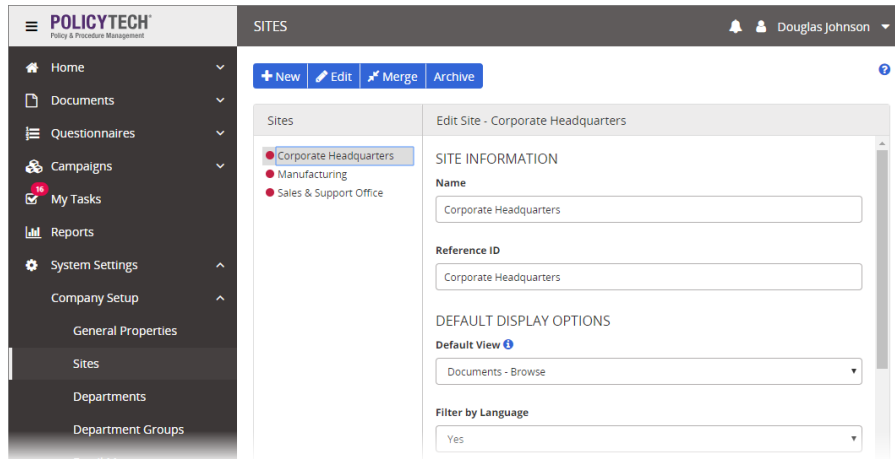 POLICYTECH®
Policy & Procedure Management
SITES
Douglas Johnson
Home
Documents
Questionnaires
Campaigns
16
My Tasks
Reports
System Settings
Company Setup
General Properties
Sites
Departments
Department Groups
New Edit Merge Archive
?
Sites
Corporate Headquarters
Manufacturing
Sales & Support Office
Edit Site - Corporate Headquarters
SITE INFORMATION
Name
Corporate Headquarters
Reference ID
Corporate Headquarters
DEFAULT DISPLAY OPTIONS
Default View
Documents - Browse
Filter by Language
Yes